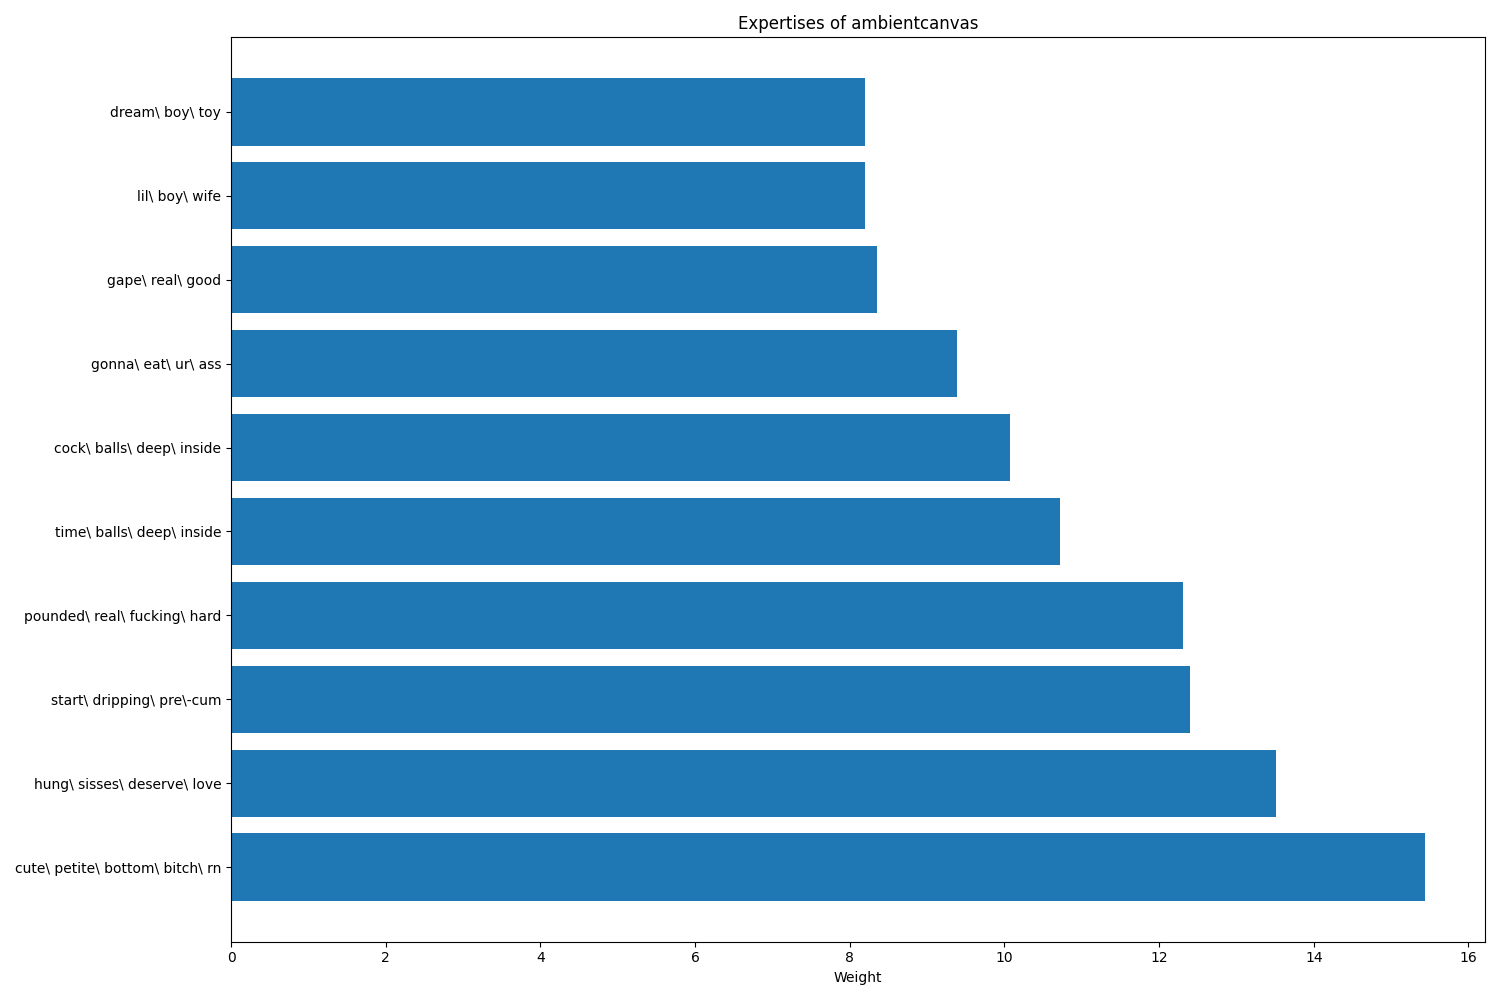 Expertises of ambientcanvas
dream\ boy\ toy
lil\ boy\ wife
gape\ real\ good
gonna\ eat\ ur\ ass
cock\ balls\ deep\ inside
time\ balls\ deep\ inside
pounded\ real\ fucking\ hard
start\ dripping\ pre\-cum
hung\ sisses\ deserve\ love
cute\ petite\ bottom\ bitch\ rn
0 2 4 6 8 10 12 14 16
Weight